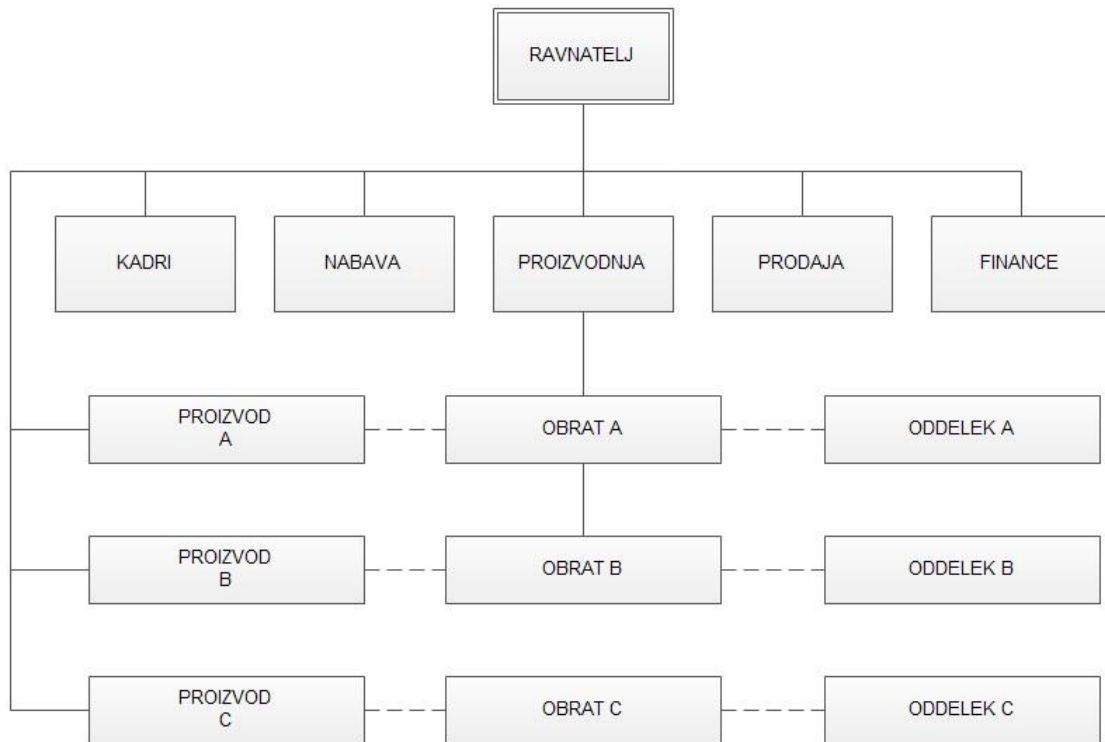 RAVNATELJ
KADRI
NABAVA
PROIZVODNJA
PRODAJA
FINANCE
PROIZVOD
A
OBRAT A
ODDELEK A
PROIZVOD
B
OBRAT B
ODDELEK B
PROIZVOD
C
OBRAT C
ODDELEK C